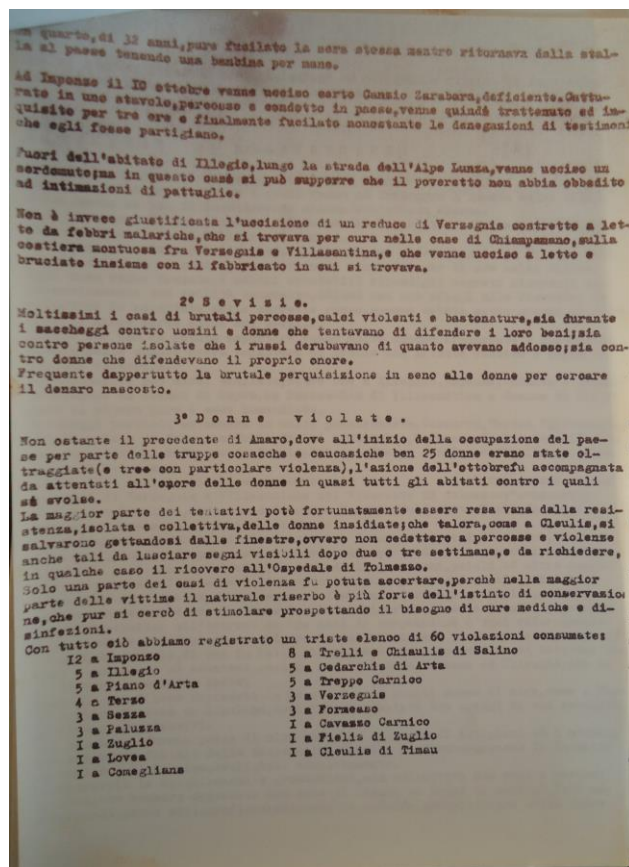 un quarto,di 32 anni,pure fucilato la sera stessa mentre ritornava dalla stal-
la al paese tenendo una bambina per mano.
Ad Imponzo il IO ottobre venne ucciso certo Canzio Zarabara,deficiente.Cattu-
rato in uno stavolo,percosso e condotto in paese,venne quindi trattenuto ed in-
quisito per tre ore e finalmente fucilato nonostante le denegazioni di testimoni
che egli fosse partigiano.
Fuori dell'abitato di Illegio,lungo la strada dell'Alpe Lunza,venne ucciso un
sordomuto;ma in questo caso si può supporre che il poveretto non abbia obbedito
ad intimazioni di pattuglie.
Non è invece giustificata l'uccisione di un reduce di Verzegnis costretto a let-
to da febbri malariche,che si trovava per cura nelle case di Chiampamano,sulla
costiera montuosa fra Verzegnis e Villasantina,e che venne ucciso a letto e
bruciato insieme con il fabbricato in cui si trovava.
2° S e v i z i e.
Moltissimi i casi di brutali percosse,calci violenti e bastonature,sia durante
i saccheggi contro uomini e donne che tentavano di difendere i loro beni;sia
contro persone isolate che i russi derubavano di quanto avevano addosso;sia con-
tro donne che difendevano il proprio onore.
Frequente dappertutto la brutale perquisizione in seno alle donne per cercare
il denaro nascosto.
3° D o n n e v i o l a t e .
Non ostante il precedente di Amaro,dove all'inizio della occupazione del pae-
se per parte delle truppe cosacche e caucasiche ben 25 donne erano state ol-
traggiate(e tree con particolare violenza),l'azione dell'ottobrefu accompagnata
da attentati all'onore delle donne in quasi tutti gli abitati contro i quali
si svolse.
La maggior parte dei tentativi potè fortunatamente essere resa vana dalla resi-
stenza,isolata e collettiva,delle donne insidiate;che talora,come a Cleulis,si
salvarono gettandosi dalle finestre,ovvero non cedettero a percosse e violenze
anche tali da lasciare segni visibili dopo due o tre settimane,e da richiedere,
in qualche caso il ricovero all'Ospedale di Tolmezzo.
Solo una parte dei casi di violenza fu potuta accertare,perchè nella maggior
parte delle vittime il naturale riserbo è più forte dell'istinto di conservazio
ne,che pur si cercò di stimolare prospettando il bisogno di cure mediche e di-
sinfezioni.
Con tutto ciò abbiamo registrato un triste elenco di 60 violazioni consumate:
I2 a Imponzo
5 a Illegio
5 a Piano d'Arta
4 a Terzo
3 a Sezza
3 a Paluzza
I a Zuglio
I a Lovea
I a Comeglians
8 a Trelli e Chiaulis di Salino
5 a Cedarchis di Arta
5 a Treppo Carnico
3 a Verzegnis
3 a Formeaso
I a Cavazzo Carnico
I a Fielis di Zuglio
I a Cleulis di Timau